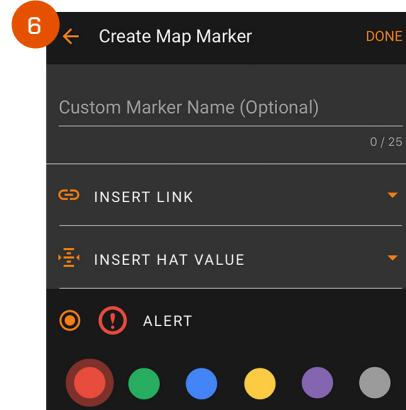 6
Create Map Marker
DONE
Custom Marker Name (Optional)
0 / 25
INSERT LINK
INSERT HAT VALUE
ALERT